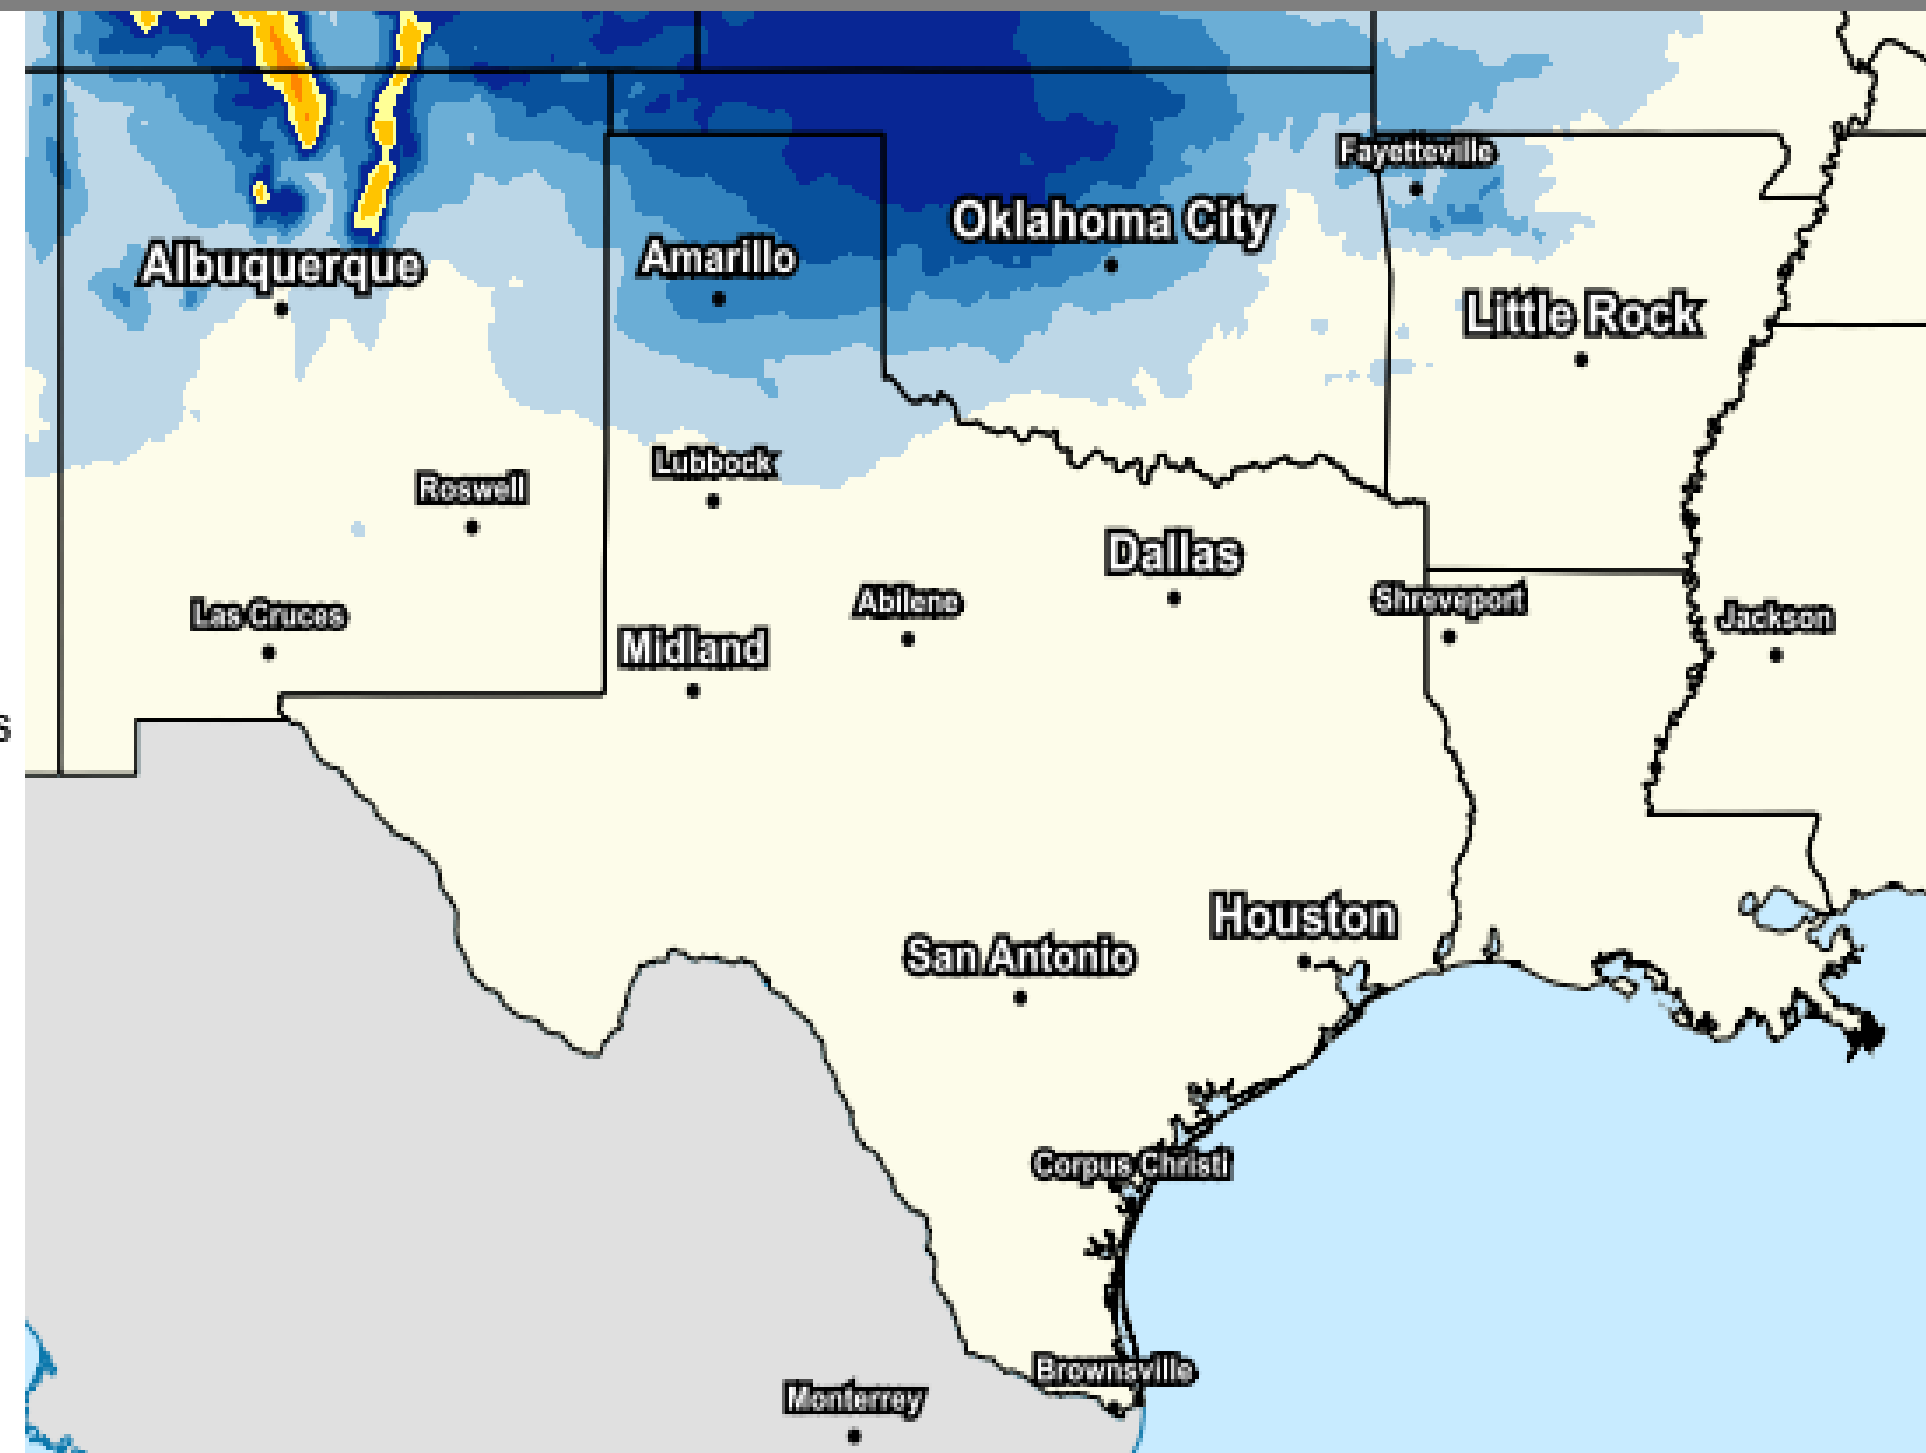 Fayetteville
Oklahoma City
Albuquerque
Amarillo
Little Rock
Lubbock
Roswell
Dallas
Las Cruces
Abilene
Shreveport
Jackson
Midland
s
Houston
San Antonio
Corpus Christi
Brownsville
Monterrey